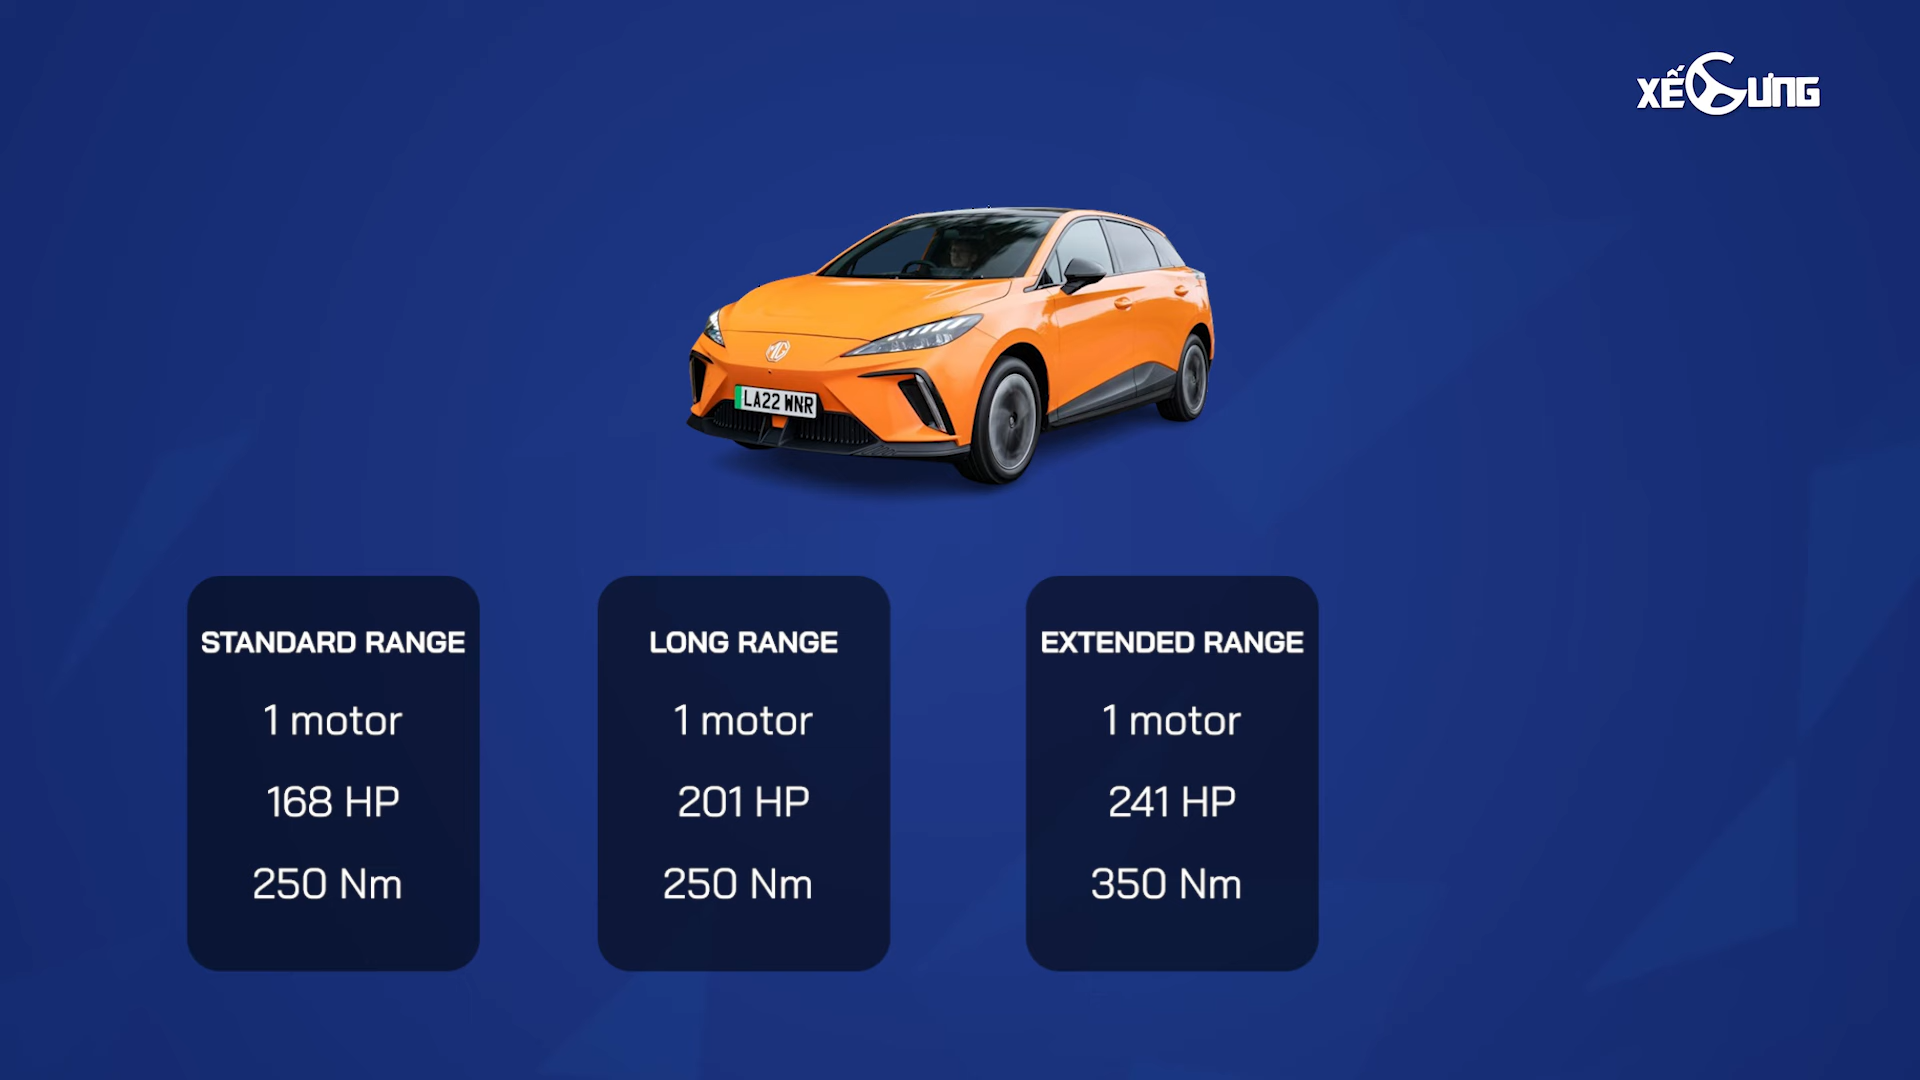 XẾ CƯNG
MG
LA22 WNR
STANDARD RANGE
1 motor
168 HP
250 Nm
LONG RANGE
1 motor
201 HP
250 Nm
EXTENDED RANGE
1 motor
241 HP
350 Nm